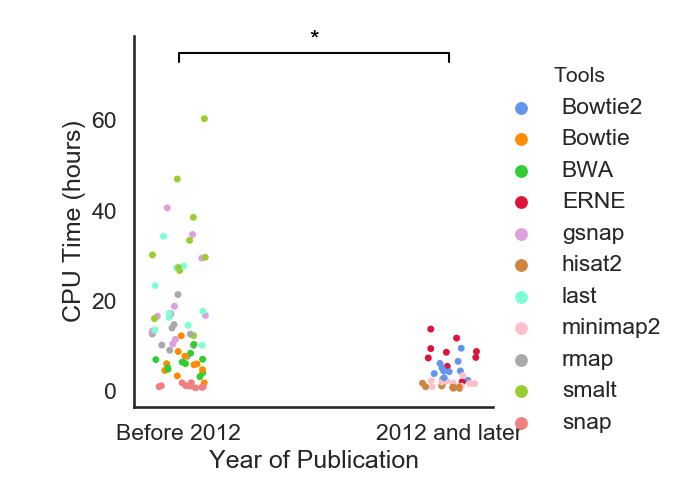 *
60
40
20
0
CPU Time (hours)
Before 2012
2012 and later
Year of Publication
Tools
Bowtie2
Bowtie
BWA
ERNE
gsnap
hisat2
last
minimap2
rmap
smalt
snap